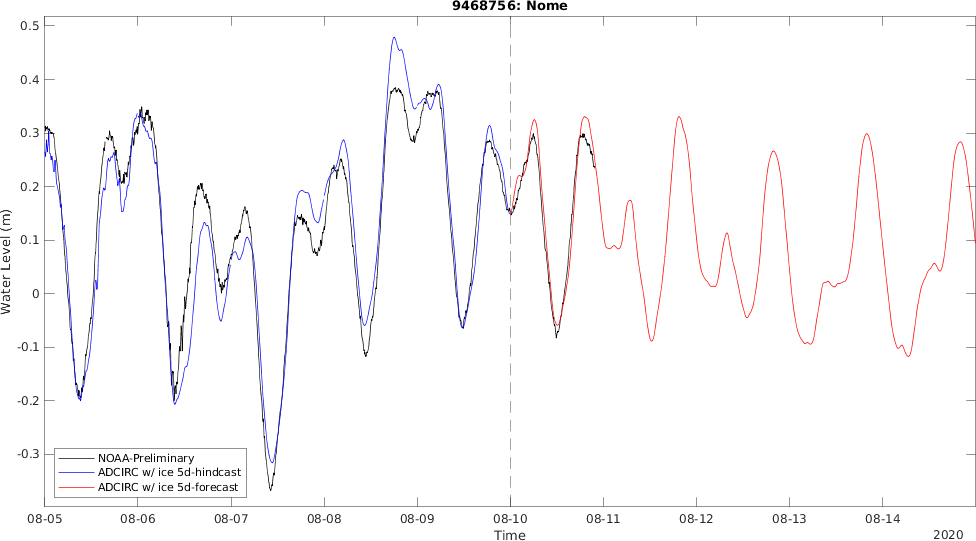 9468756: Nome
0.5
0.4
0.3
0.2
0.1
0
-0.1
-0.2
-0.3
Water Level (m)
NOAA-Preliminary
ADCIRC w/ ice 5d-hindcast
ADCIRC w/ ice 5d-forecast
08-05 08-06 08-07 08-08 08-09 08-10 08-11 08-12 08-13 08-14
Time
2020